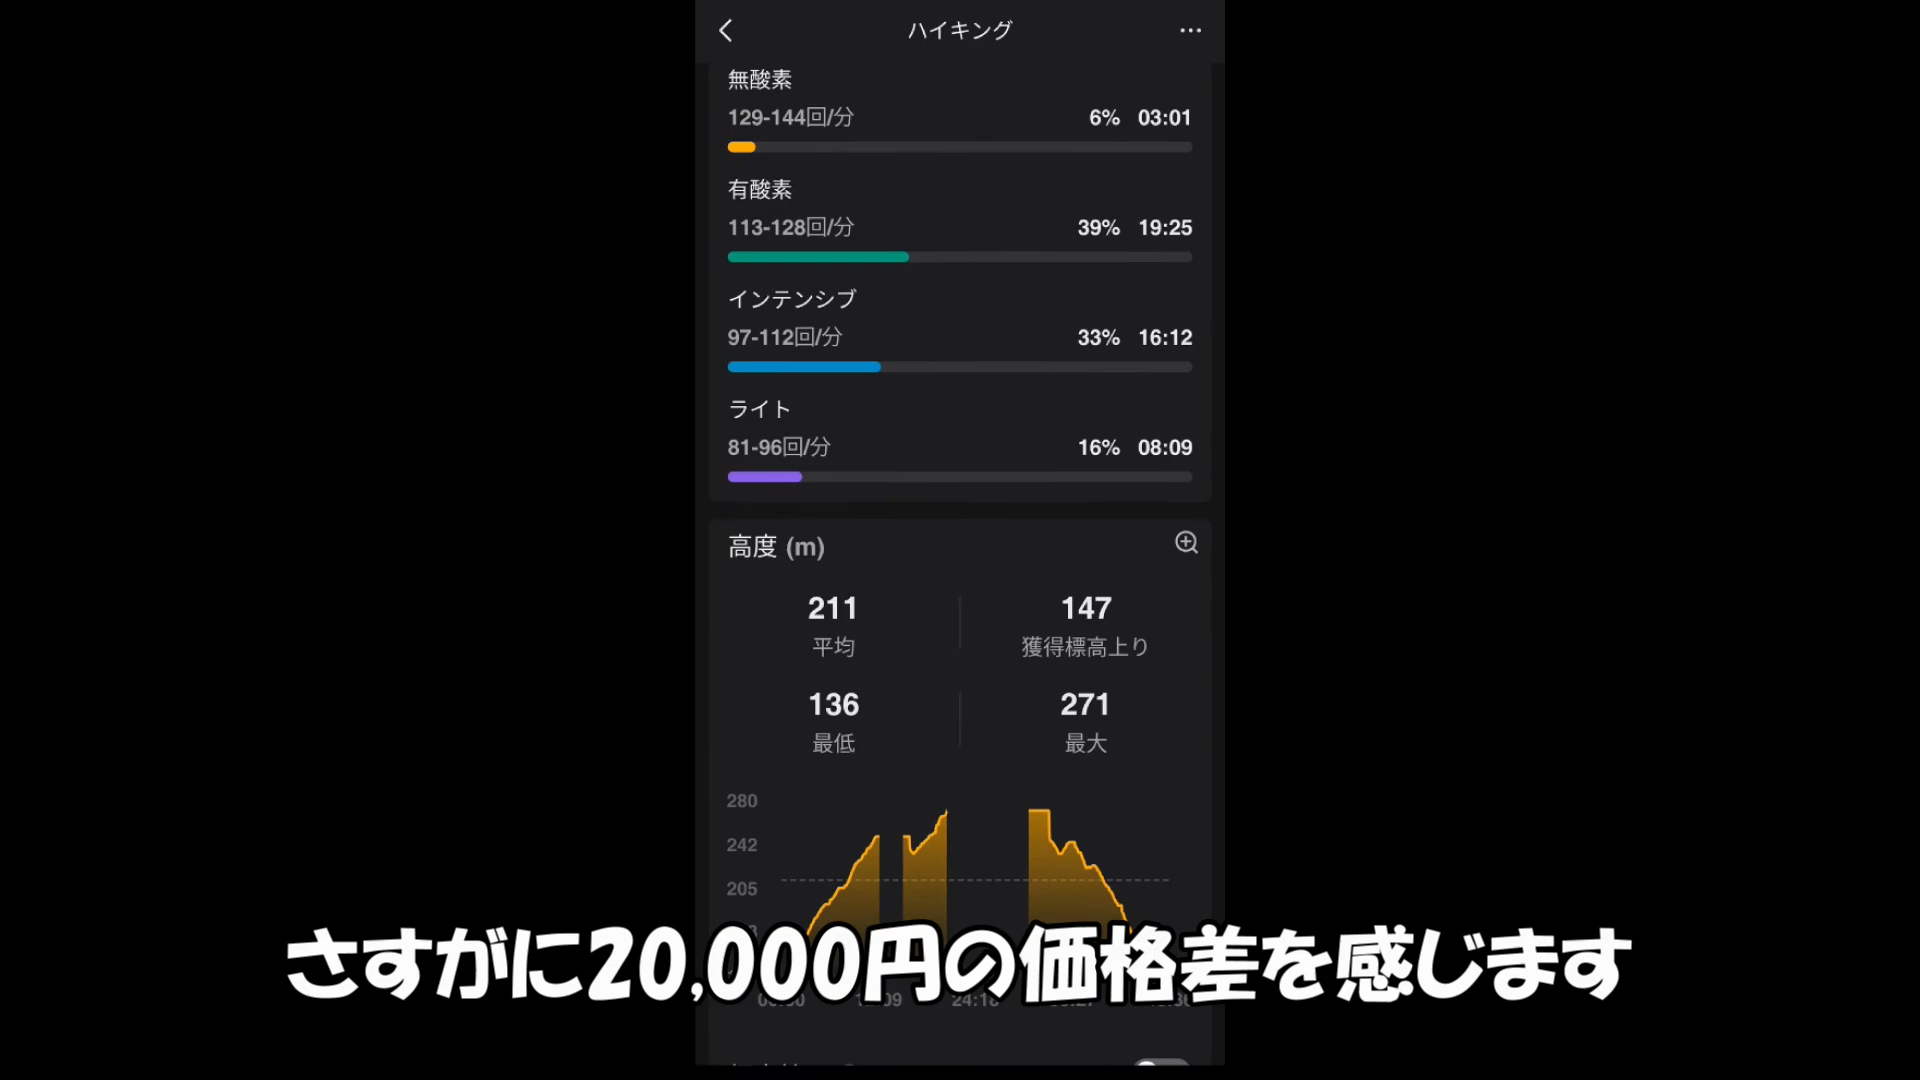 ハイキング
無酸素
129-144回/分 6% 03:01
有酸素
113-128回/分 39% 19:25
インテンシブ
97-112回/分 33% 16:12
ライト
81-96回/分 16% 08:09
高度 (m)
211 147
平均 獲得標高上り
136 271
最低 最大
280
242
205
さすがに20,000円の価格差を感じます
24:18